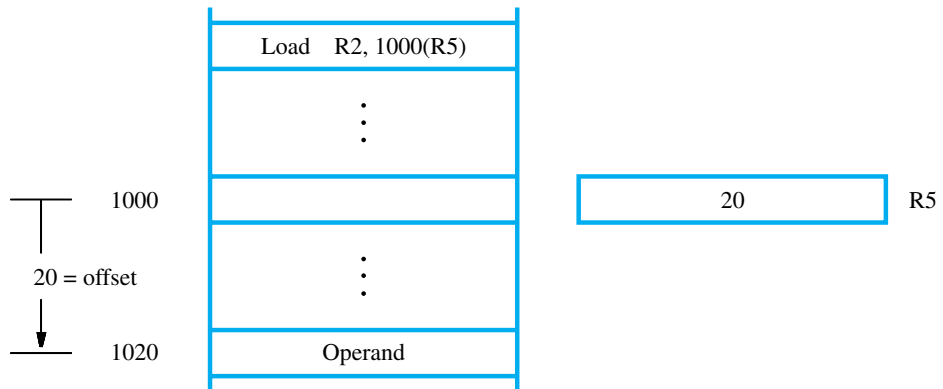 Load R2, 1000(R5)
1000
20
R5
20 = offset
1020
Operand